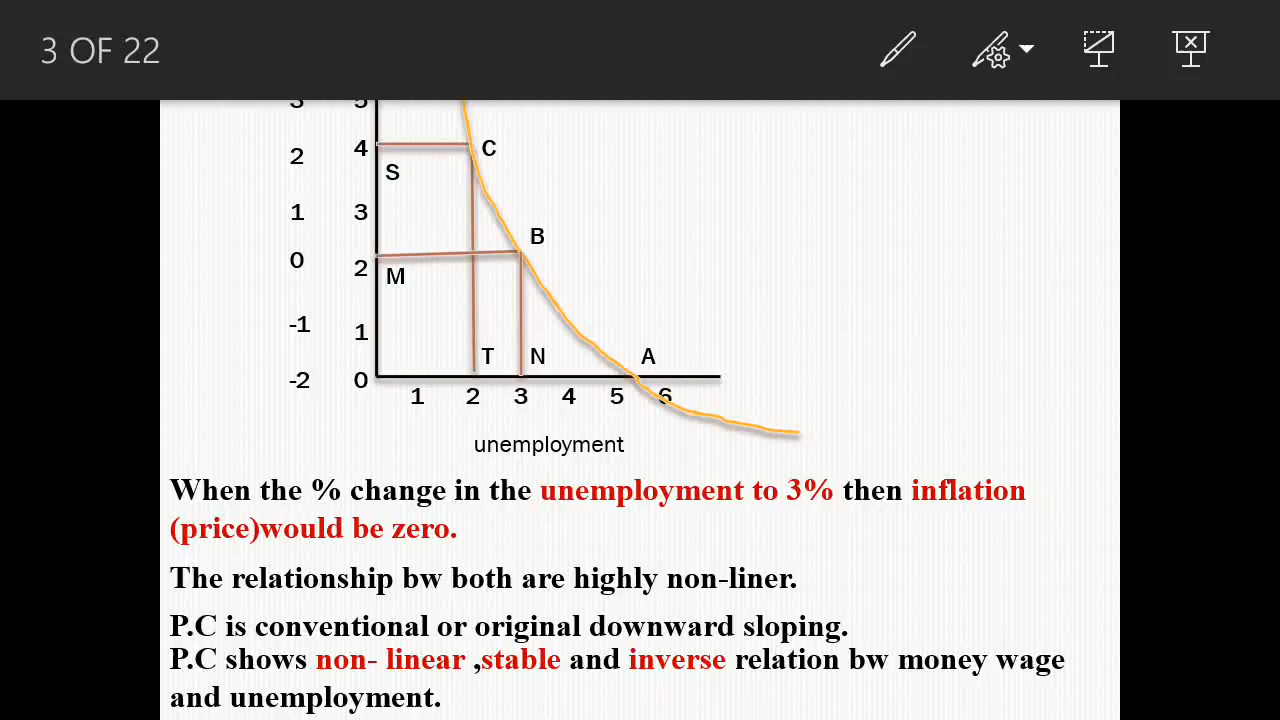 3 OF 22
3 5
2 4 C
S
1 3
B
0 2
M
-1 1
T N A
-2 0
1 2 3 4 5 6
unemployment
When the % change in the unemployment to 3% then inflation
(price)would be zero.
The relationship bw both are highly non-liner.
P.C is conventional or original downward sloping.
P.C shows non- linear ,stable and inverse relation bw money wage
and unemployment.